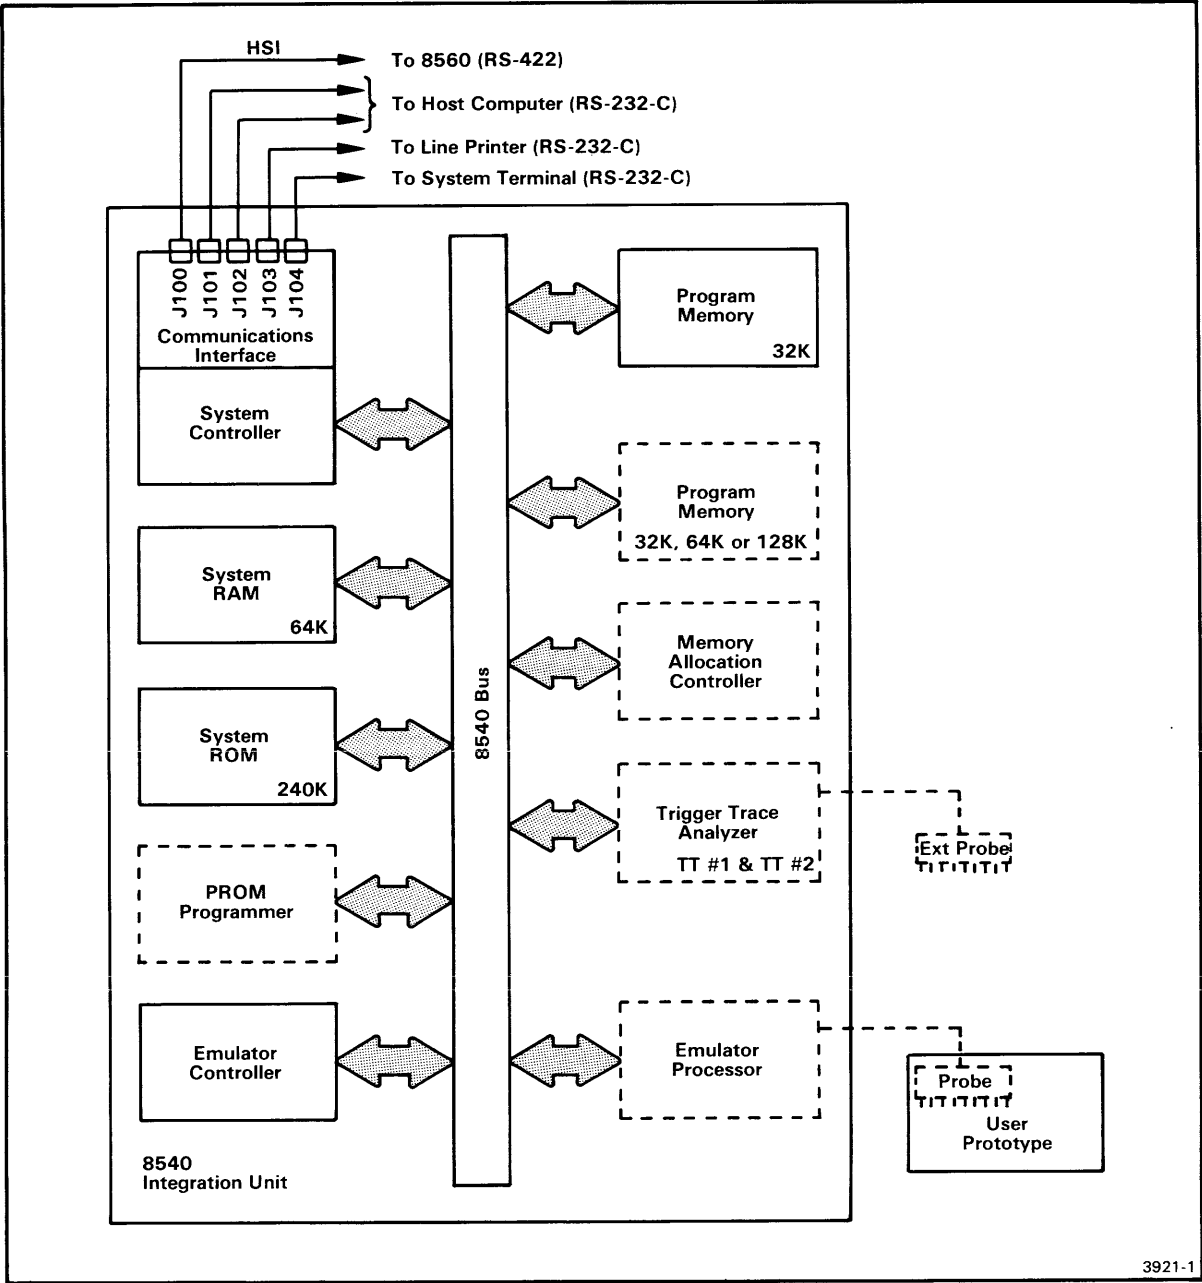 HSI
To 8560 (RS-422)
To Host Computer (RS-232-C)
To Line Printer (RS-232-C)
To System Terminal (RS-232-C)
J100
J101
J102
J103
J104
Communications
Interface
System
Controller
System
RAM
64K
System
ROM
240K
PROM
Programmer
Emulator
Controller
8540
Integration Unit
8540 Bus
Program
Memory
32K
Program
Memory
32K, 64K or 128K
Memory
Allocation
Controller
Trigger Trace
Analyzer
TT #1 & TT #2
Ext Probe
Emulator
Processor
Probe
User
Prototype
3921-1